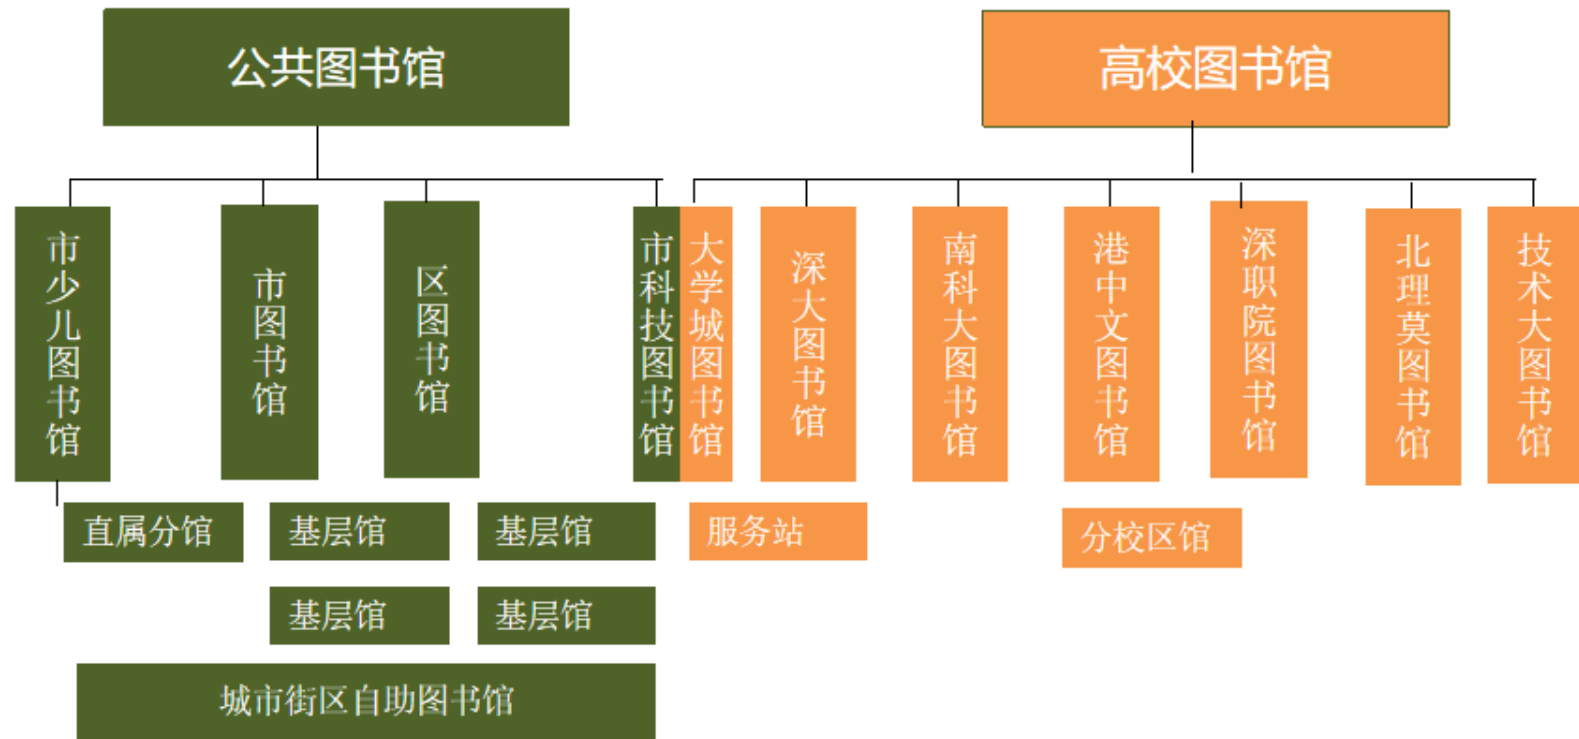 公共图书馆
高校图书馆
市少儿图书馆
市图书馆
区图书馆
市科技图书馆
大学城图书馆
深大图书馆
南科大图书馆
港中文图书馆
深职院图书馆
北理莫图书馆
技术大图书馆
直属分馆
基层馆
基层馆
服务站
分校区馆
基层馆
基层馆
城市街区自助图书馆